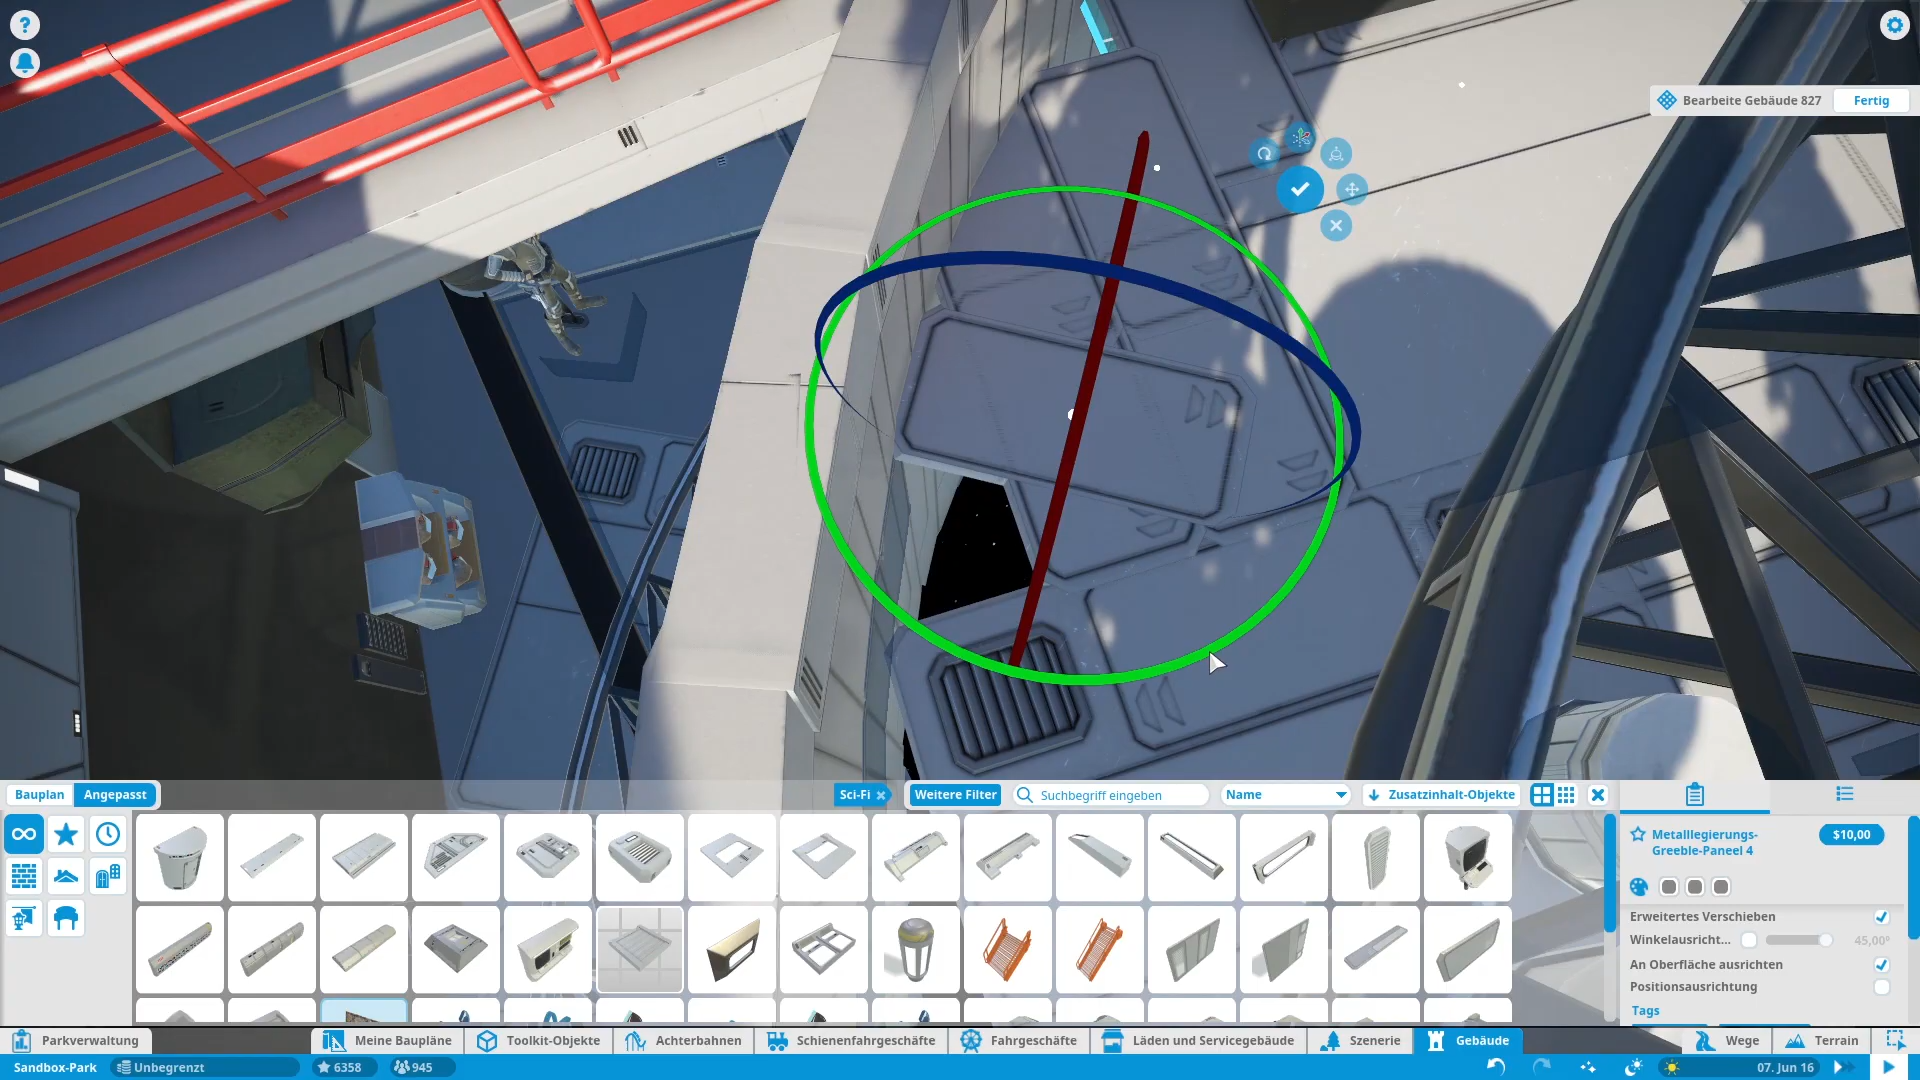 Bearbeite Gebäude 827
Fertig
Bauplan
Angepasst
Sci-Fi
Weitere Filter
Suchbegriff eingeben
Name
Zusatzinhalt-Objekte
Metalllegierungs-
Greeble-Paneel 4
$10,00
Erweitertes Verschieben
Winkelausricht...
45,00°
An Oberfläche ausrichten
Positionsausrichtung
Tags
Parkverwaltung
Meine Baupläne
Toolkit-Objekte
Achterbahnen
Schienenfahrgeschäfte
Fahrgeschäfte
Läden und Servicegebäude
Szenerie
Gebäude
Wege
Terrain
Sandbox-Park
Unbegrenzt
6358
945
07. Jun 16